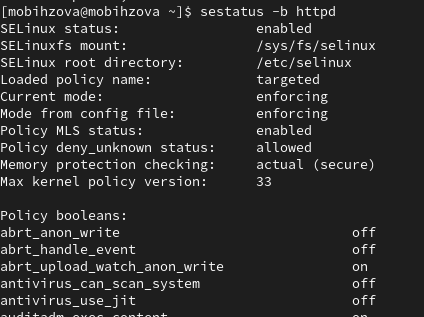 [mobihzova@mobihzova ~]$ sestatus -b httpd
SELinux status:                 enabled
SELinuxfs mount:                /sys/fs/selinux
SELinux root directory:         /etc/selinux
Loaded policy name:             targeted
Current mode:                   enforcing
Mode from config file:          enforcing
Policy MLS status:              enabled
Policy deny_unknown status:     allowed
Memory protection checking:     actual (secure)
Max kernel policy version:      33
Policy booleans:
abrt_anon_write                             off
abrt_handle_event                           off
abrt_upload_watch_anon_write                on
antivirus_can_scan_system                   off
antivirus_use_jit                           off
auditadm_exec_content                       on